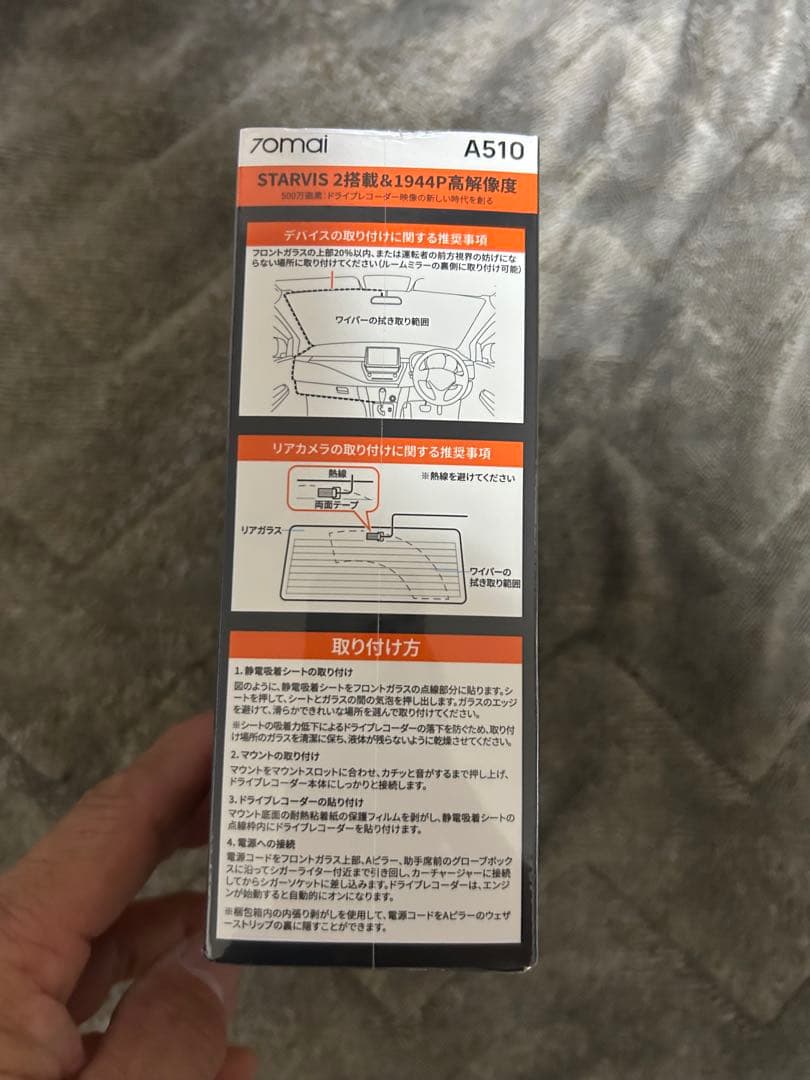 70mai
A510
STARVIS 2搭載&1944P高解像度
500万画素:ドライブレコーダー映像の新しい時代を創る
デバイスの取り付けに関する推奨事項
フロントガラスの上部20%以内、または運転者の前方視界の妨げにな
らない場所に取り付けてください(ルームミラーの裏側に取り付け可能)
ワイパーの拭き取り範囲
リアカメラの取り付けに関する推奨事項
熱線
※熱線を避けてください
両面テープ
リアガラス
ワイパーの
拭き取り範囲
取り付け方
1. 静電吸着シートの取り付け
図のように、静電吸着シートをフロントガラスの点線部分に貼ります。シ
ートを押して、シートとガラスの間の気泡を押し出します。ガラスのエッジ
を避けて、滑らかできれいな場所を選んで取り付けてください。
※シートの吸着力低下によるドライブレコーダーの落下を防ぐため、取り付
け場所のガラスを清潔に保ち、液体が残らないように乾燥させてください。
2. マウントの取り付け
マウントをマウントスロットに合わせ、カチッと音がするまで押し上げ、
ドライブレコーダー本体にしっかりと接続します。
3. ドライブレコーダーの貼り付け
マウント底面の耐熱粘着紙の保護フィルムを剥がし、静電吸着シートの
点線枠内にドライブレコーダーを貼り付けます。
4. 電源への接続
電源コードをフロントガラス上部、Aピラー、助手席前のグローブボック
スに沿ってシガーライター付近まで引き回し、カーチャージャーに接続
してからシガーソケットに差し込みます。ドライブレコーダーは、エンジ
ンが始動すると自動的にオンになります。
※梱包箱内の内張り剥がしを使用して、電源コードをAピラーのウェザ
ーストリップの裏に隠すことができます。